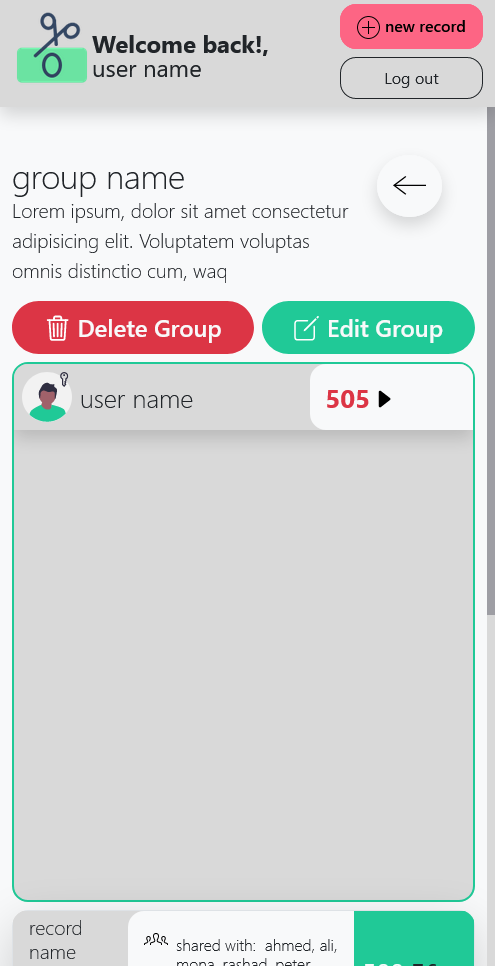 Welcome back!,
user name
new record
Log out
group name
Lorem ipsum, dolor sit amet consectetur
adipisicing elit. Voluptatem voluptas
omnis distinctio cum, waq
Delete Group
Edit Group
user name
505
record
name
shared with: ahmed, ali,
mona, rashad, peter